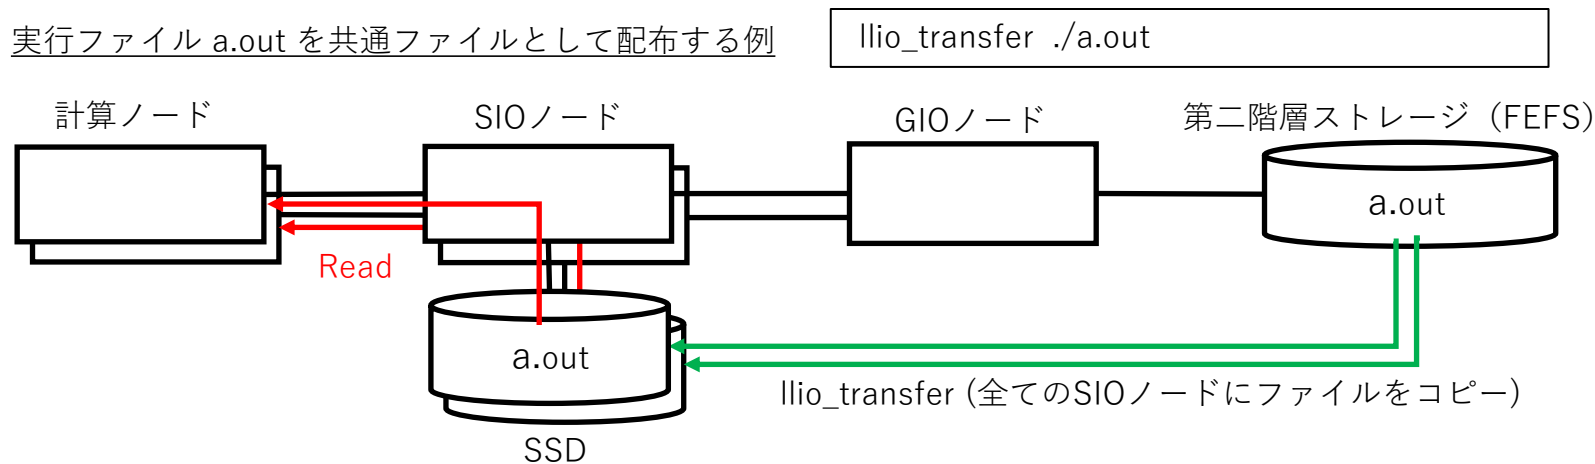 実行ファイル a.out を共通ファイルとして配布する例
llio_transfer ./a.out
計算ノード
SIOノード
GIOノード
第二階層ストレージ (FEFS)
a.out
Read
a.out
llio_transfer (全てのSIOノードにファイルをコピー)
SSD